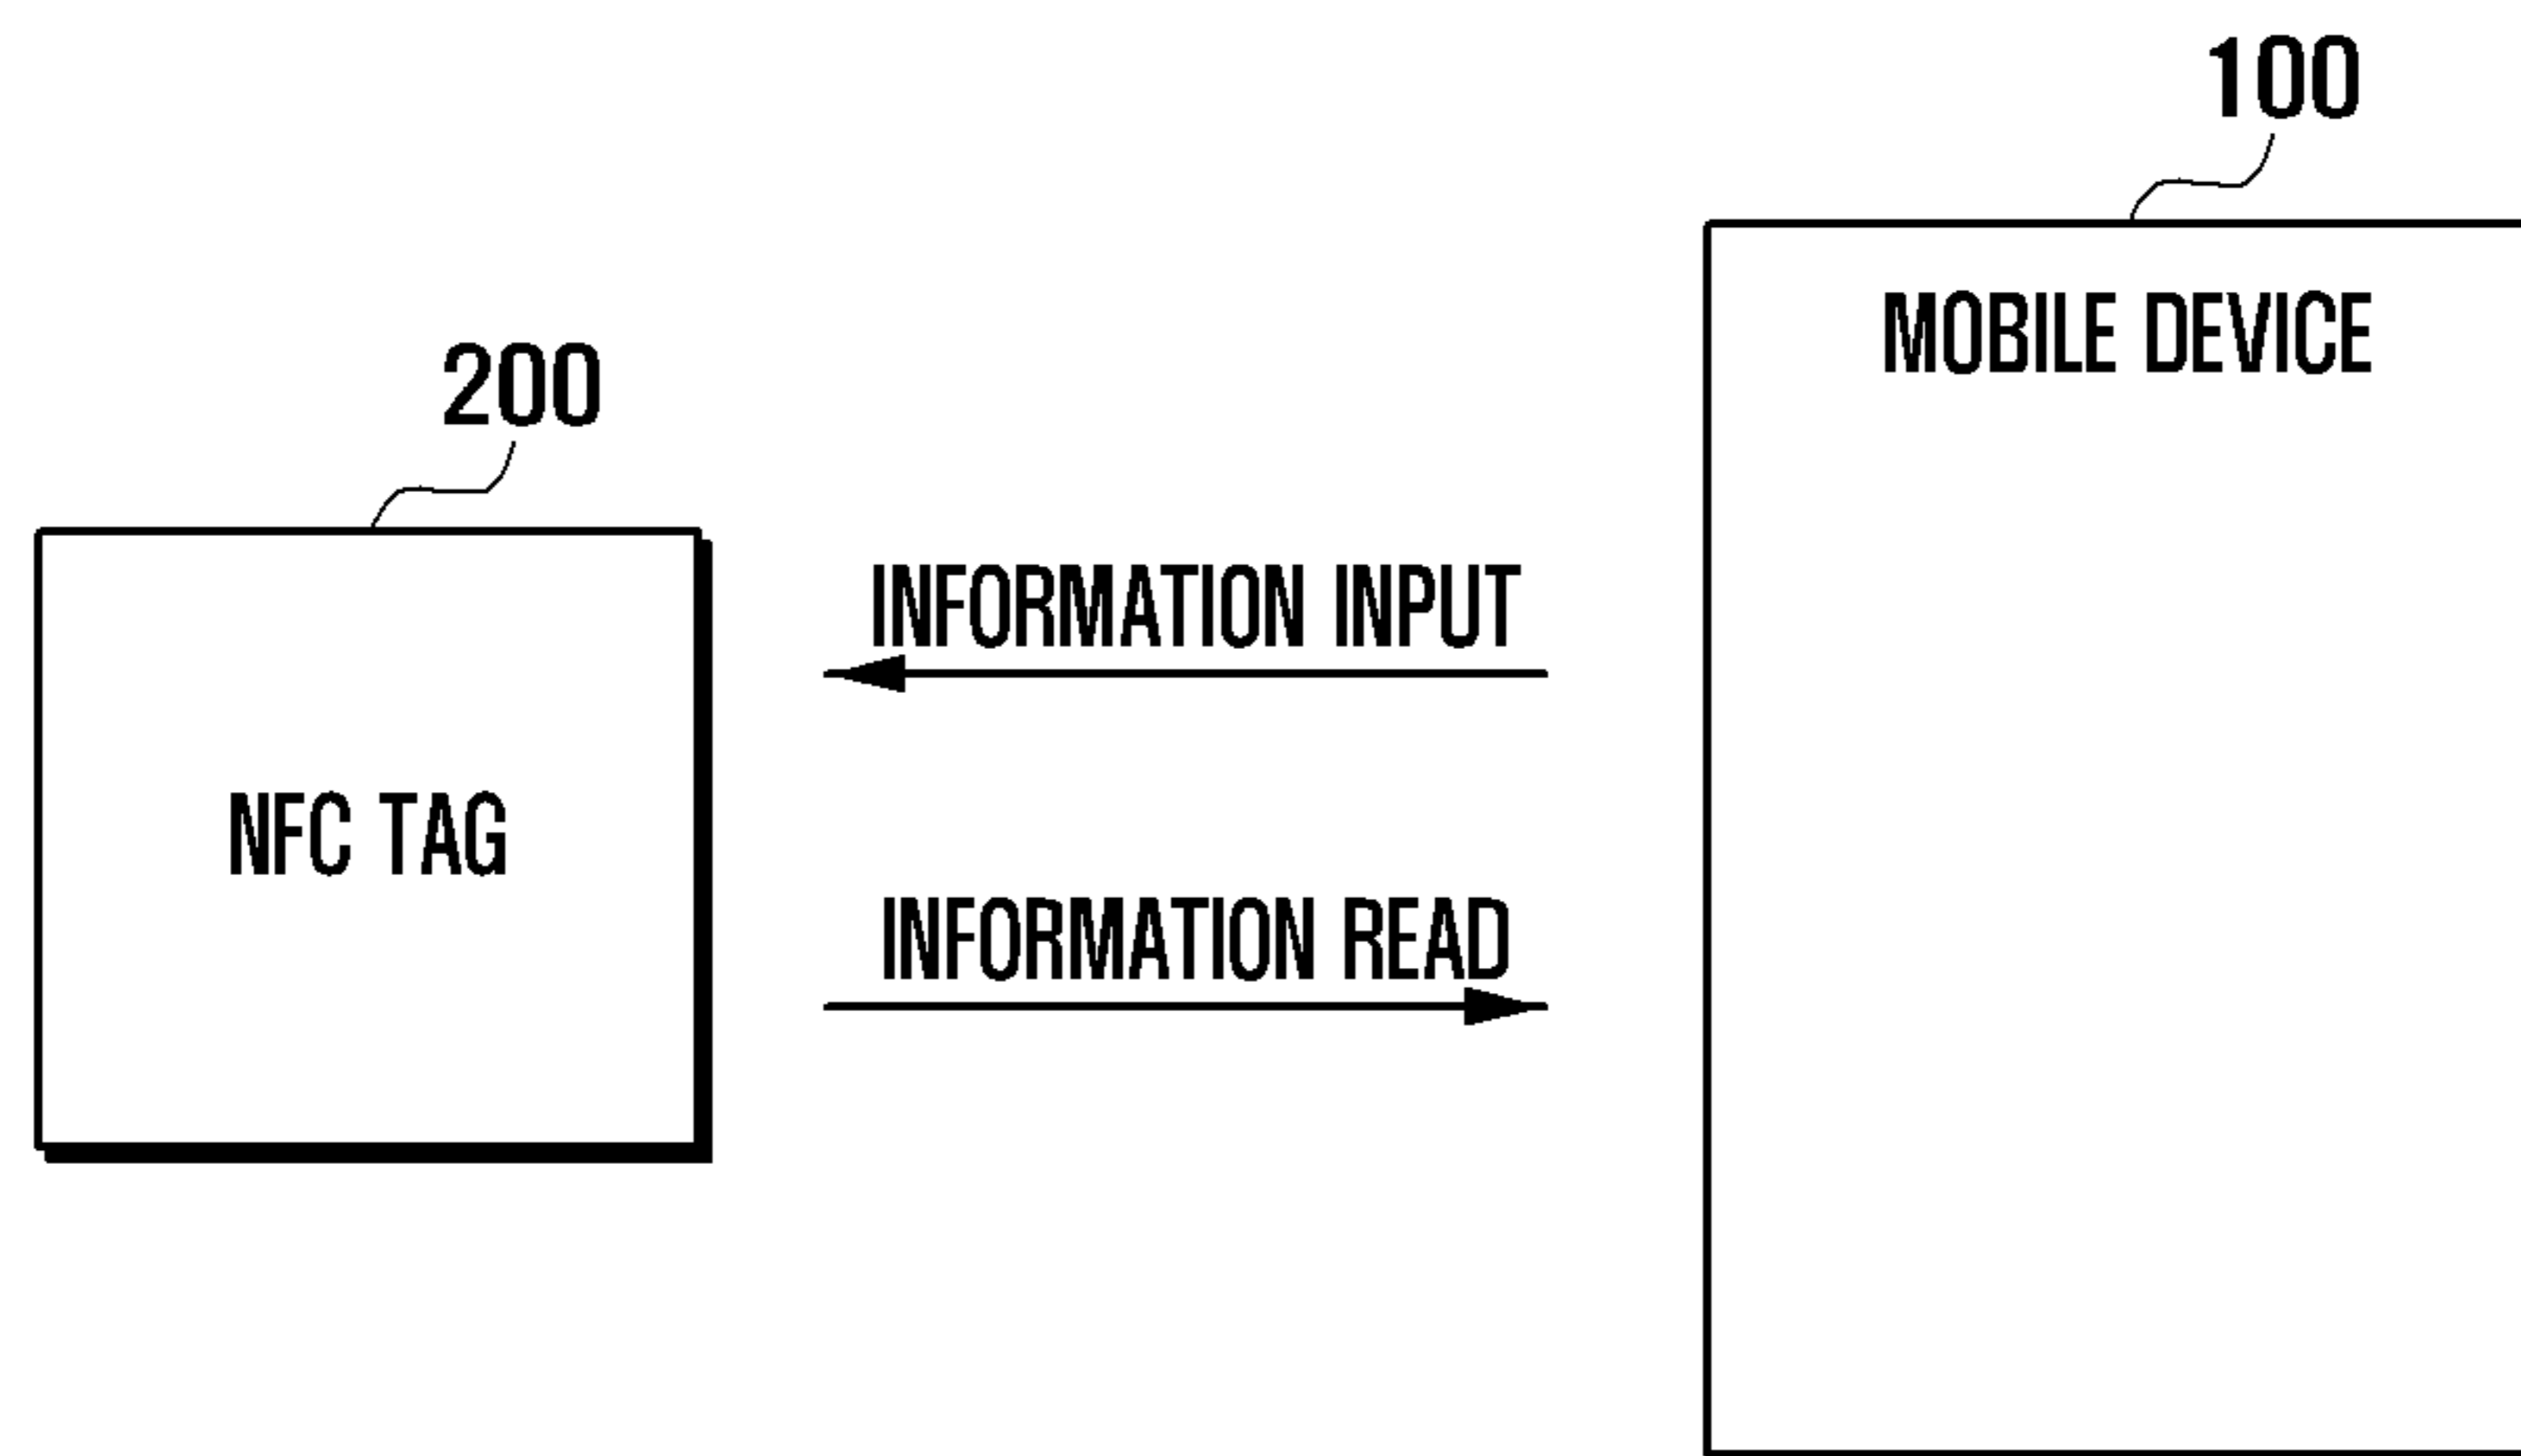 100
MOBILE DEVICE
200
INFORMATION INPUT
NFC TAG
INFORMATION READ